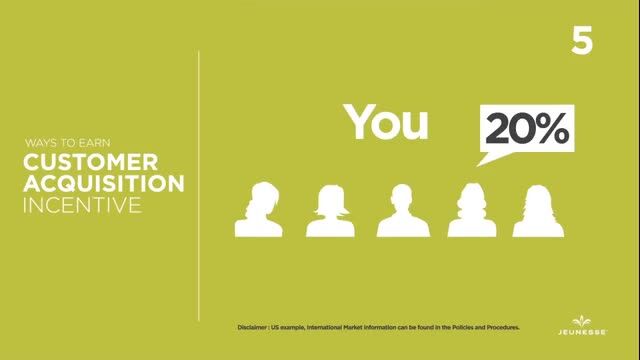 5
WAYS TO EARN
CUSTOMER
ACQUISITION
INCENTIVE
You
20%
Disclaimer : US example, International Market information can be found in the Policies and Procedures.
JEUNESSE